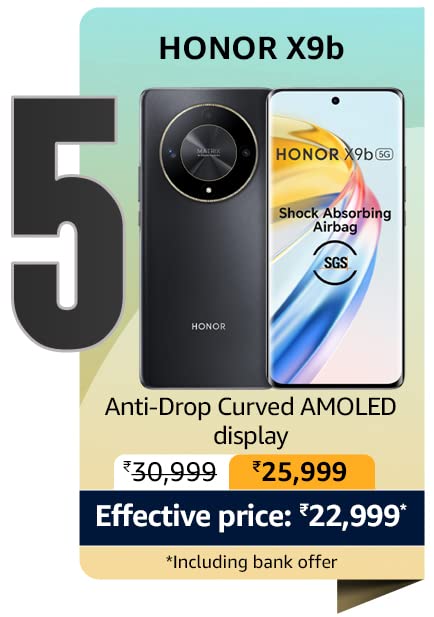 HONOR X9b
5
MATRIX
HONOR X9b 5G
Shock Absorbing
Airbag
SGS
HONOR
Anti-Drop Curved AMOLED
display
₹30,999 ₹25,999
Effective price: ₹22,999*
*Including bank offer